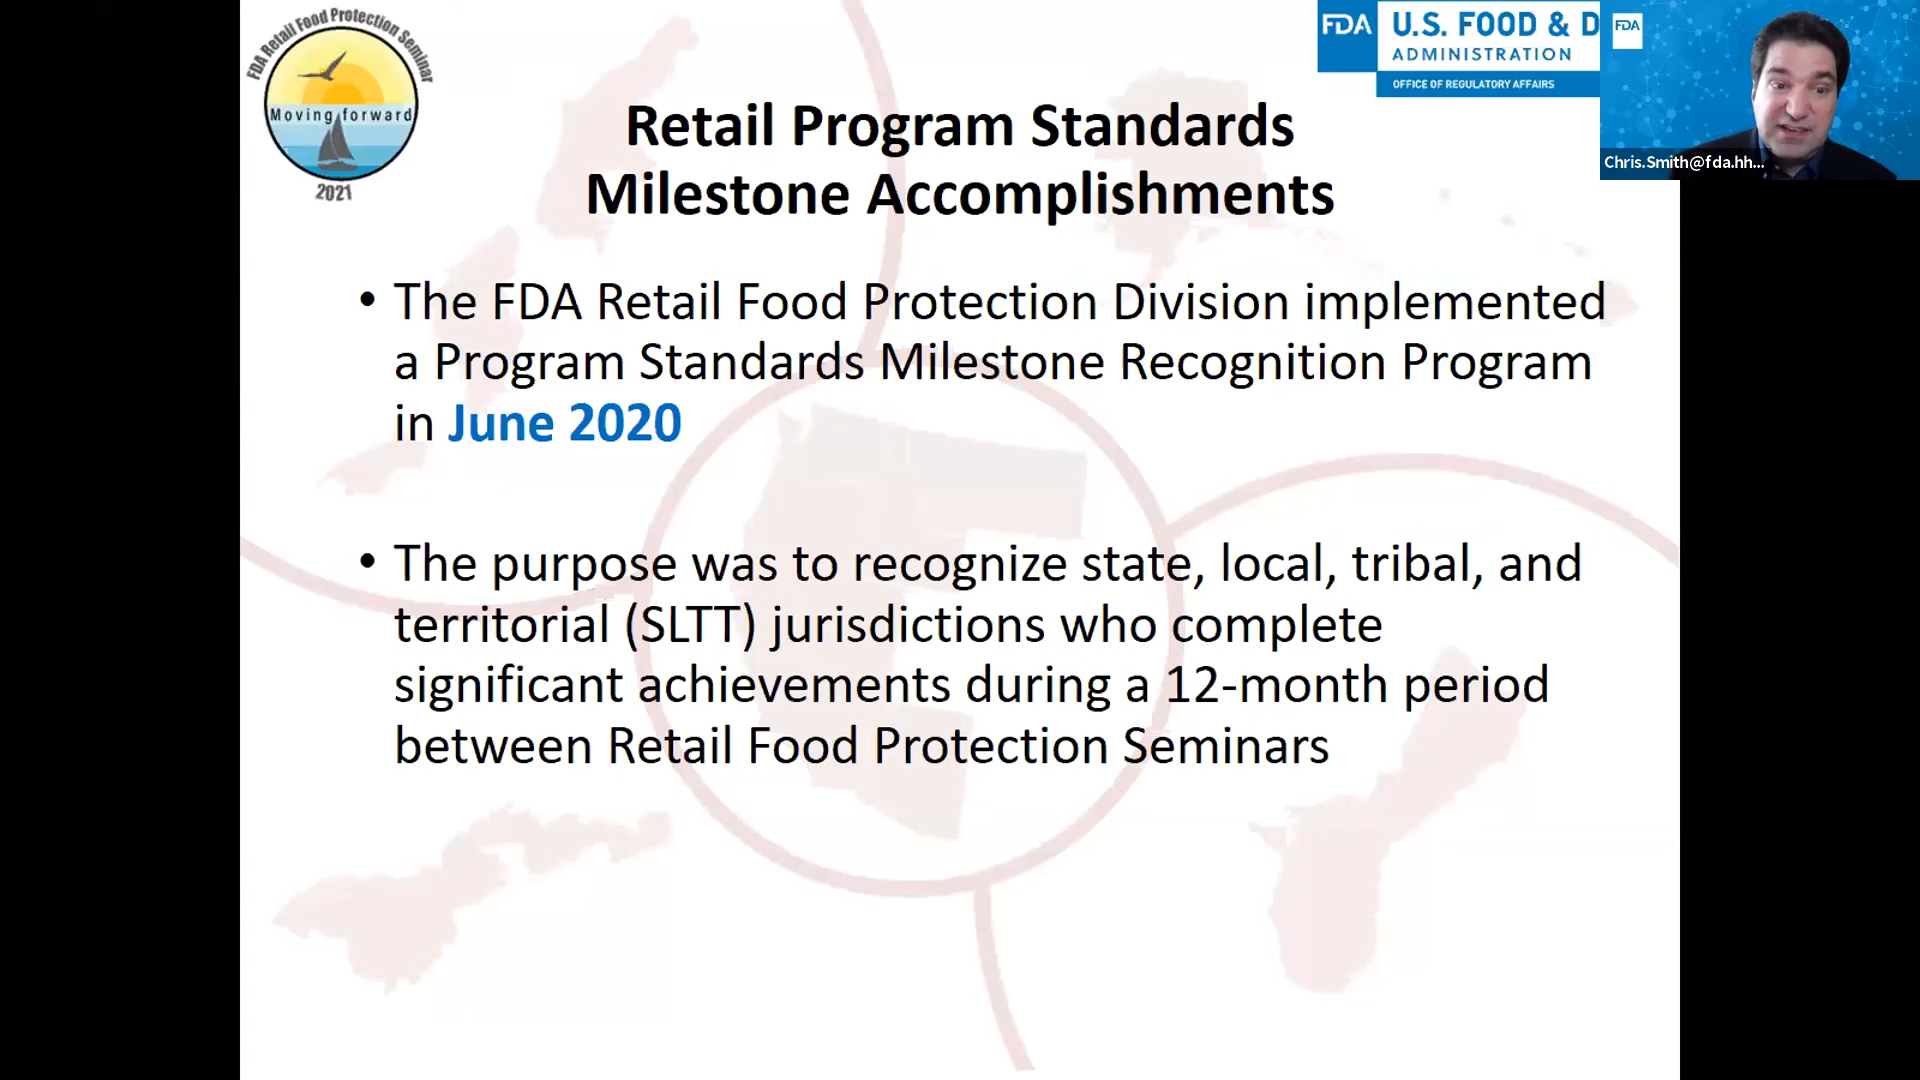 FDA Retail Food Protection Seminar
Moving forward
2021
FDA U.S. FOOD & D
ADMINISTRATION
OFFICE OF REGULATORY AFFAIRS
FDA
Chris.Smith@fda.hh...
Retail Program Standards
Milestone Accomplishments
• The FDA Retail Food Protection Division implemented
a Program Standards Milestone Recognition Program
in June 2020
• The purpose was to recognize state, local, tribal, and
territorial (SLTT) jurisdictions who complete
significant achievements during a 12-month period
between Retail Food Protection Seminars